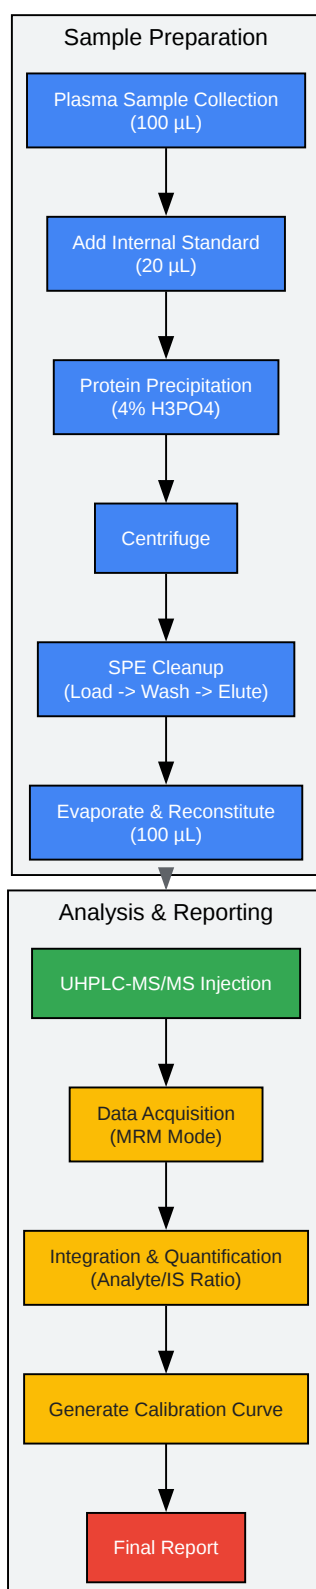 Sample Preparation
Plasma Sample Collection
(100 µL)
Add Internal Standard
(20 µL)
Protein Precipitation
(4% H3PO4)
Centrifuge
SPE Cleanup
(Load -> Wash -> Elute)
Evaporate & Reconstitute
(100 µL)
Analysis & Reporting
UHPLC-MS/MS Injection
Data Acquisition
(MRM Mode)
Integration & Quantification
(Analyte/IS Ratio)
Generate Calibration Curve
Final Report